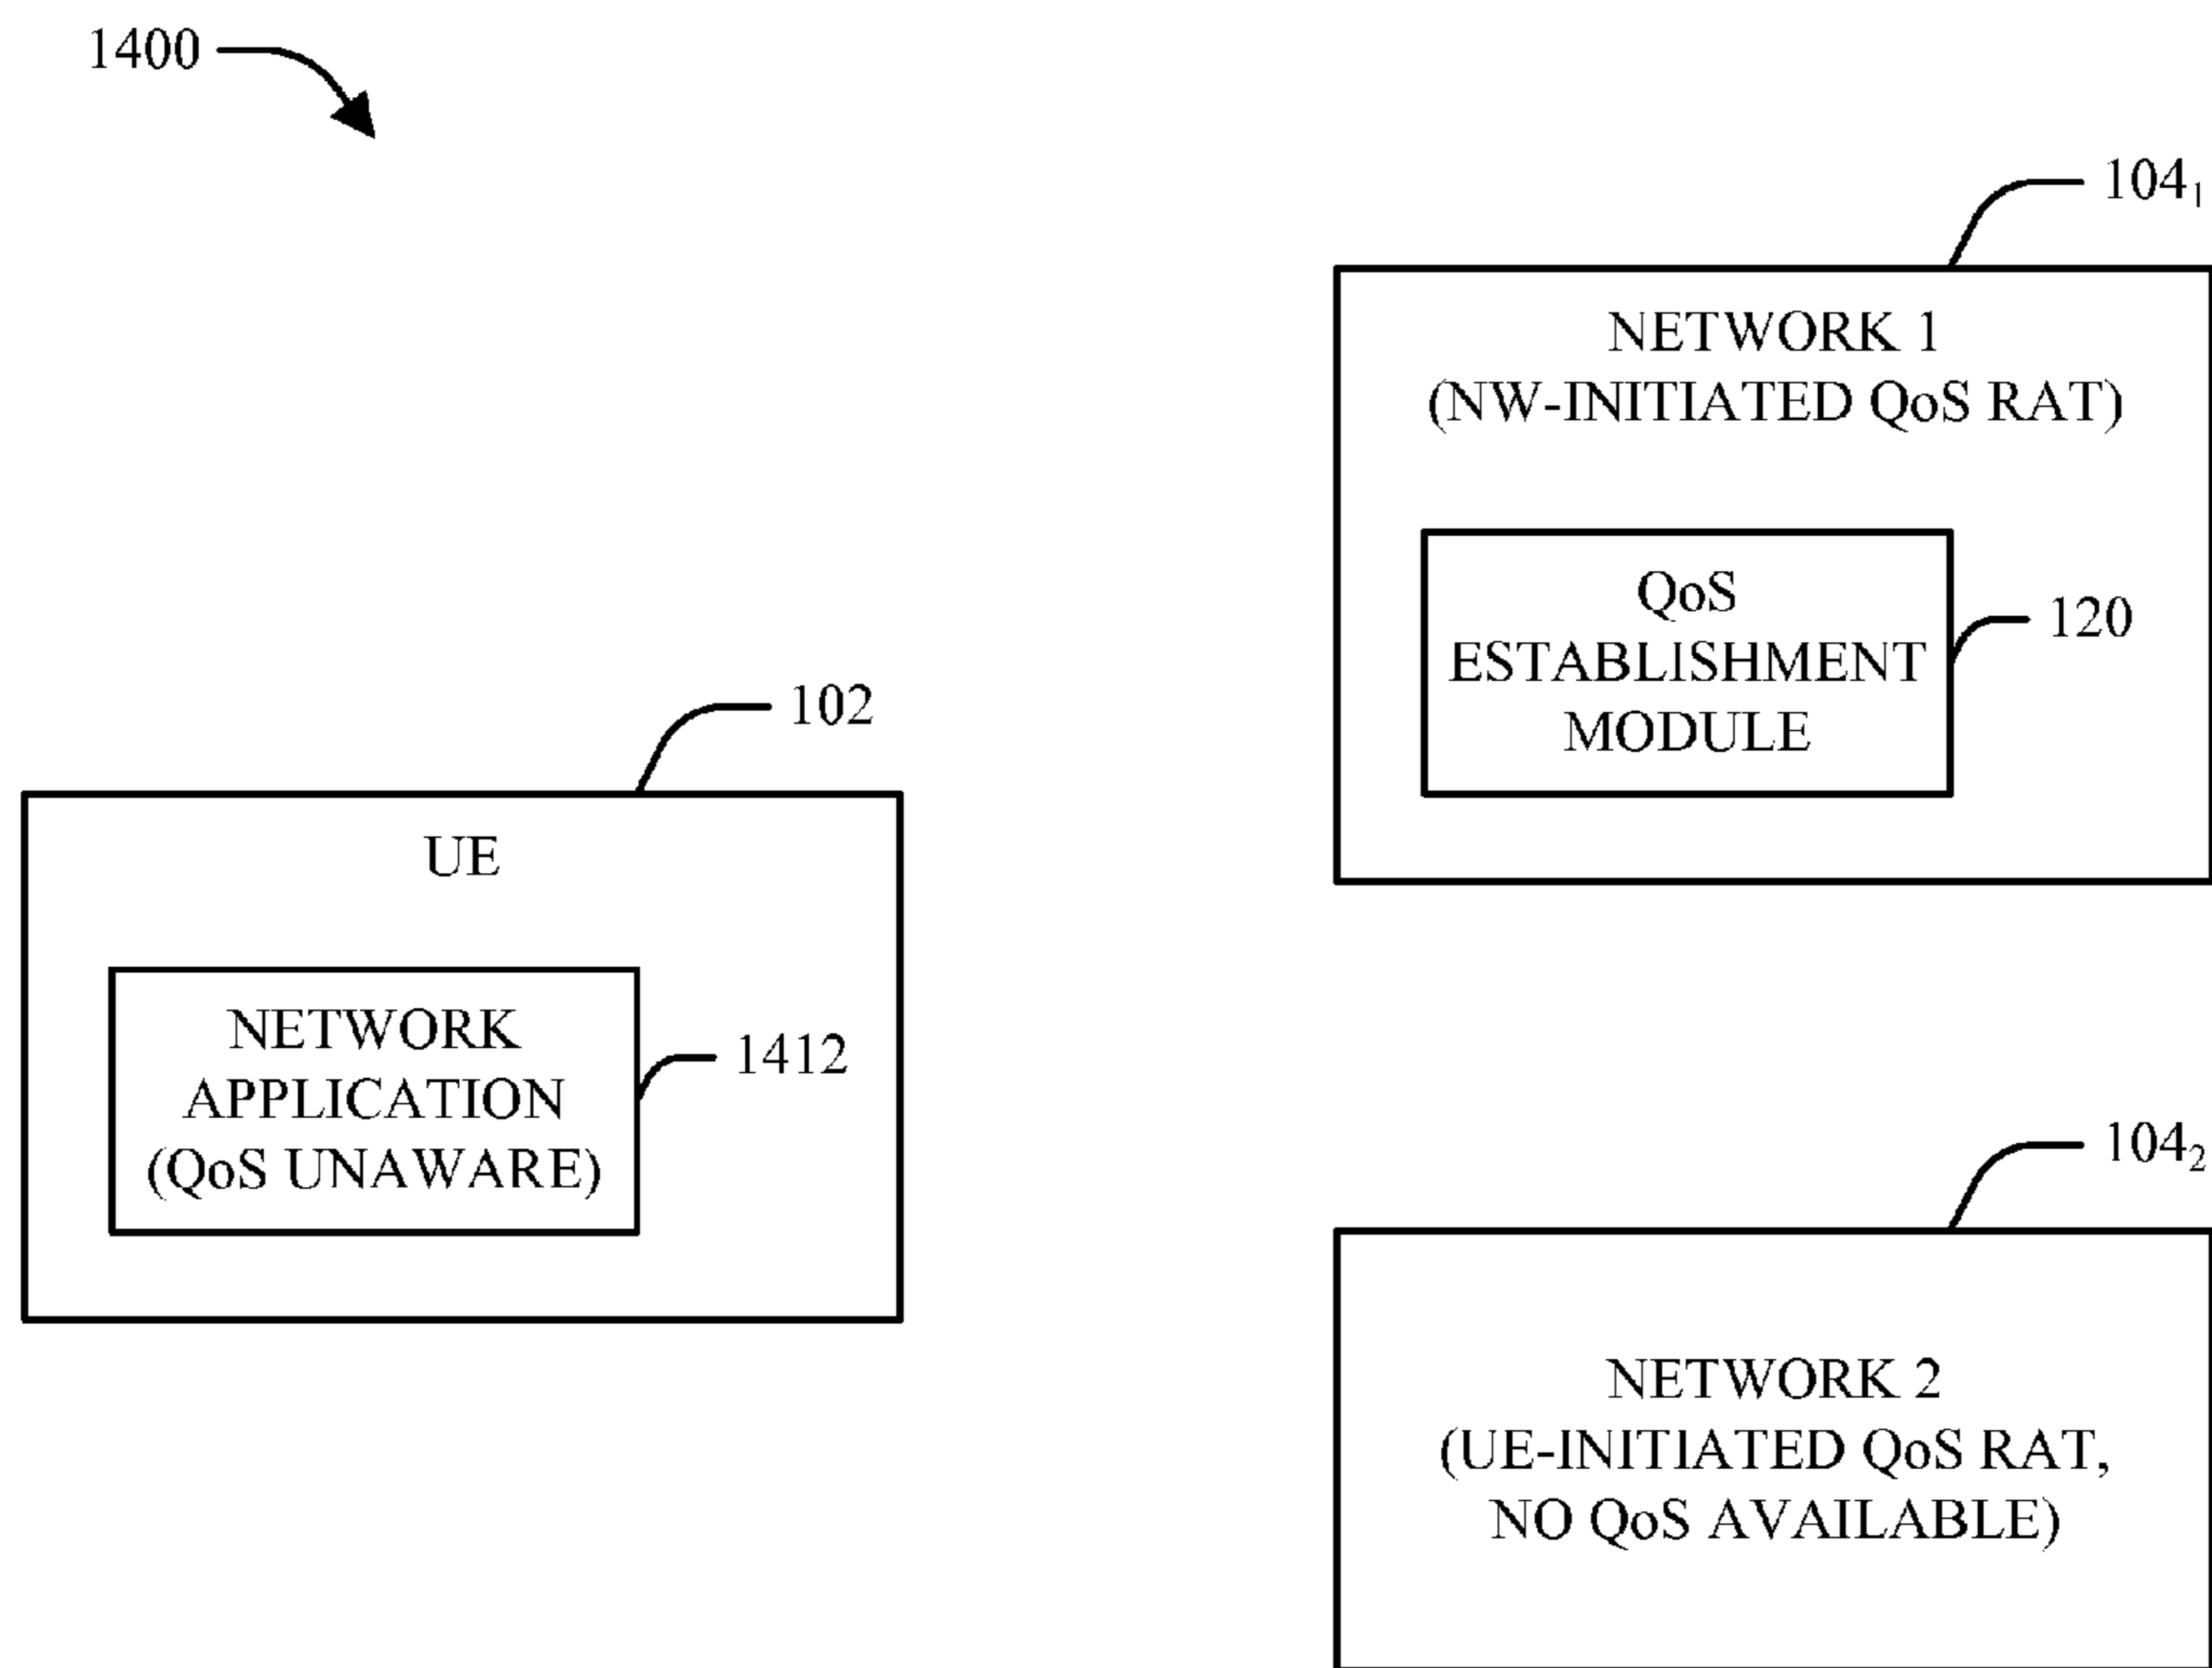 1400
104₁
NETWORK 1
(NW-INITIATED QoS RAT)
QoS
ESTABLISHMENT
MODULE
120
102
UE
NETWORK
APPLICATION
(QoS UNAWARE)
1412
104₂
NETWORK 2
(UE-INITIATED QoS RAT,
NO QoS AVAILABLE)